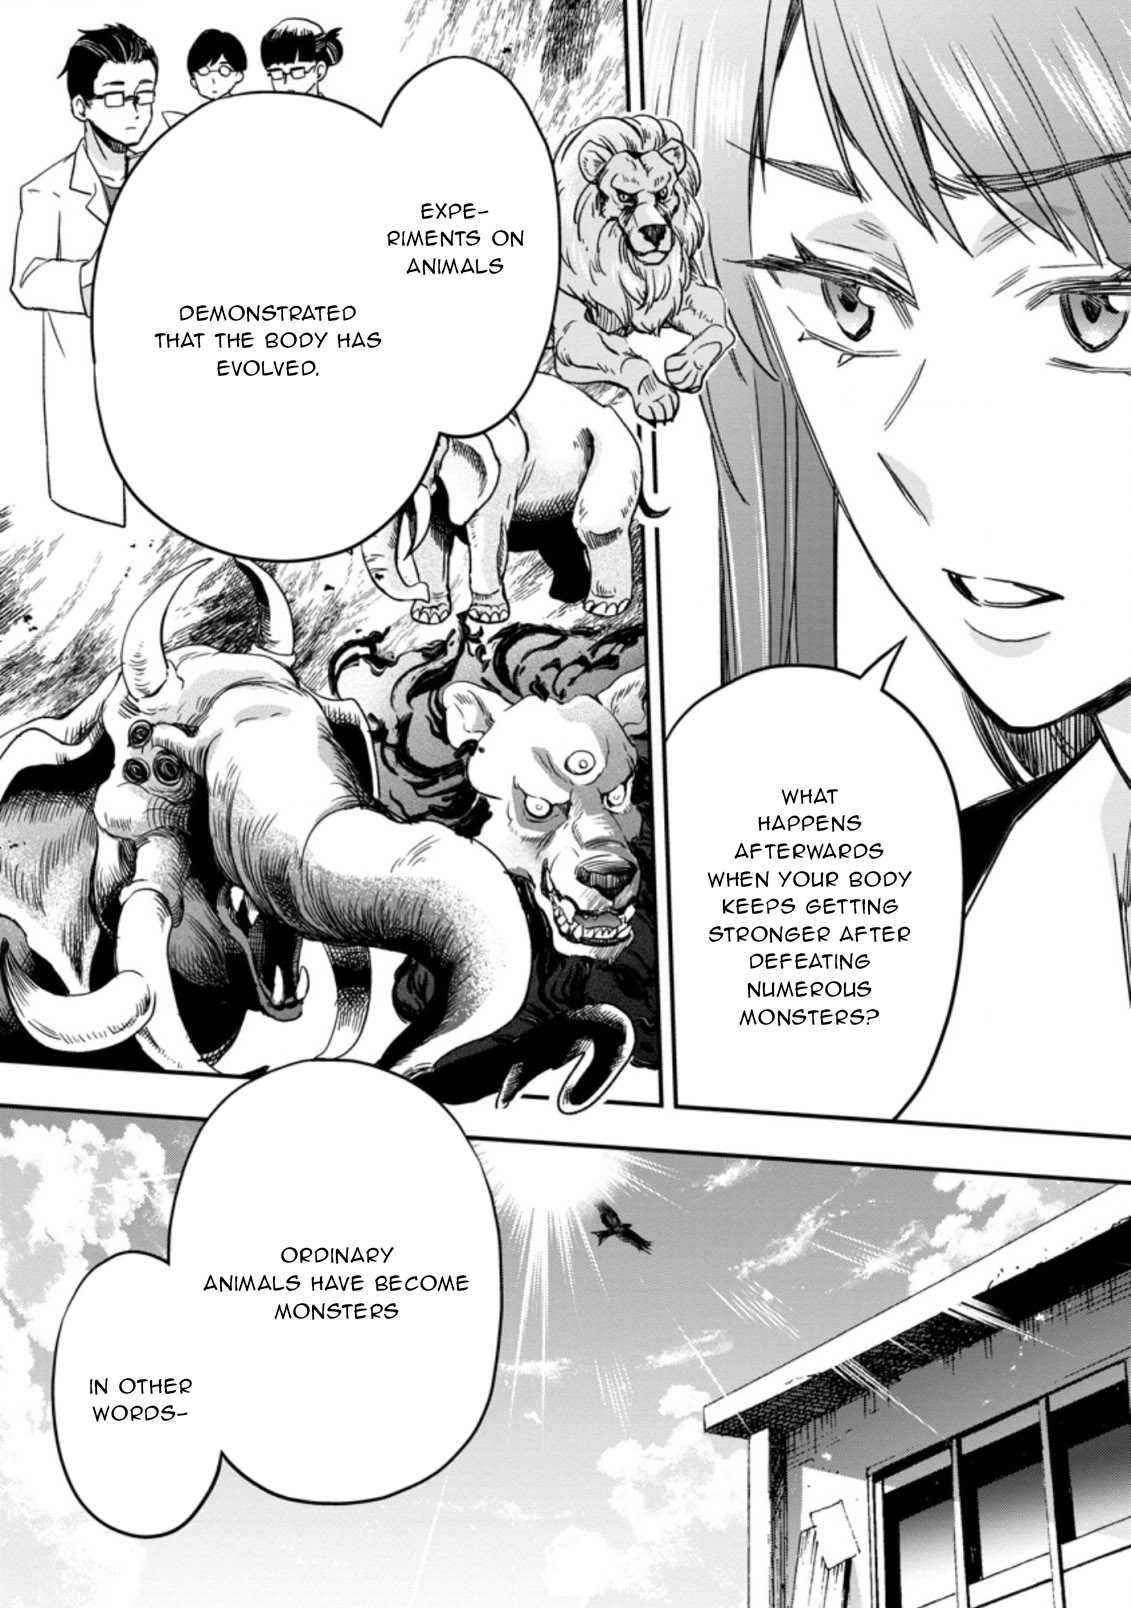 WHAT
HAPPENS
AFTERWARDS
WHEN YOUR BODY
KEEPS GETTING
STRONGER AFTER
DEFEATING
NUMEROUS
MONSTERS?
EXPE-
RIMENTS ON
ANIMALS
DEMONSTRATED
THAT THE BODY HAS
EVOLVED.
ORDINARY
ANIMALS HAVE BECOME
MONSTERS
IN OTHER
WORDS-